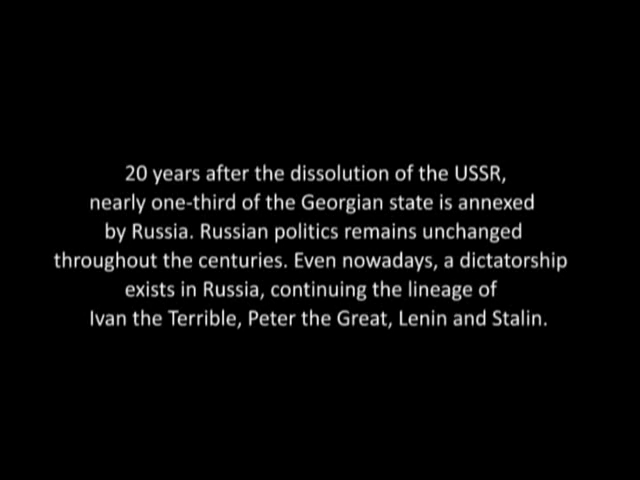 20 years after the dissolution of the USSR,
nearly one-third of the Georgian state is annexed
by Russia. Russian politics remains unchanged
throughout the centuries. Even nowadays, a dictatorship
exists in Russia, continuing the lineage of
Ivan the Terrible, Peter the Great, Lenin and Stalin.